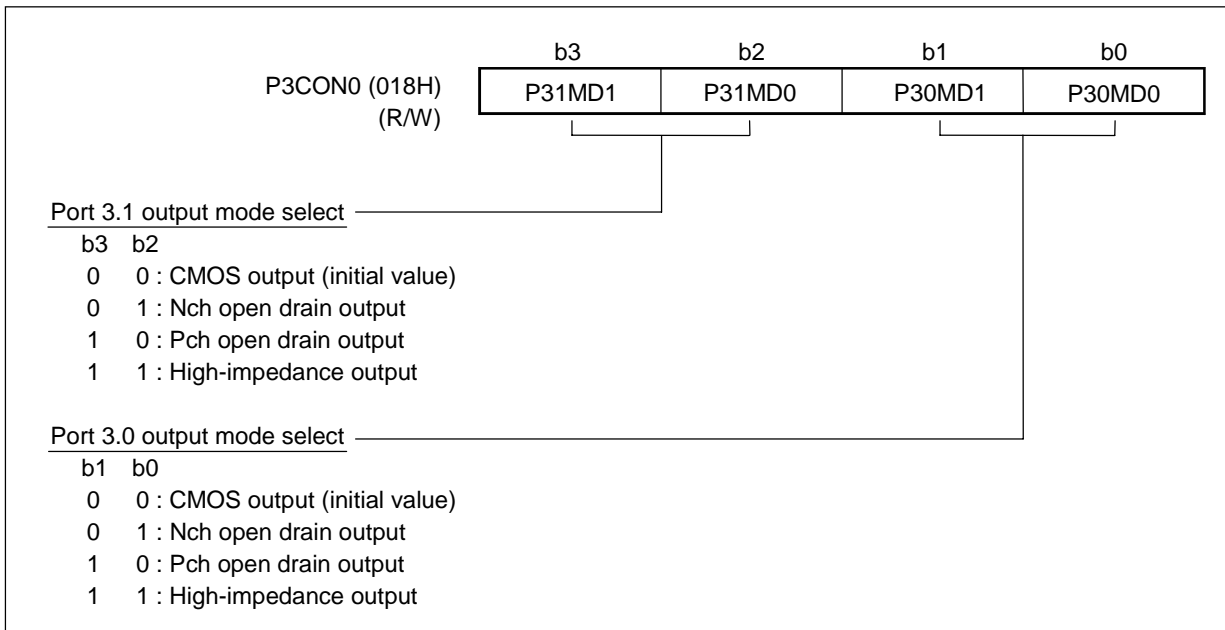 b3 b2 b1 b0
P3CON0 (018H) P31MD1 P31MD0 P30MD1 P30MD0
(R/W)
Port 3.1 output mode select
b3 b2
0 0 : CMOS output (initial value)
0 1 : Nch open drain output
1 0 : Pch open drain output
1 1 : High-impedance output
Port 3.0 output mode select
b1 b0
0 0 : CMOS output (initial value)
0 1 : Nch open drain output
1 0 : Pch open drain output
1 1 : High-impedance output